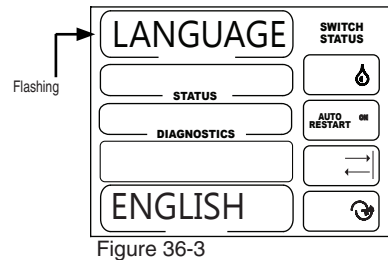 LANGUAGE
SWITCH
STATUS
Flashing
STATUS
AUTO ON
RESTART
DIAGNOSTICS
ENGLISH
Figure 36-3